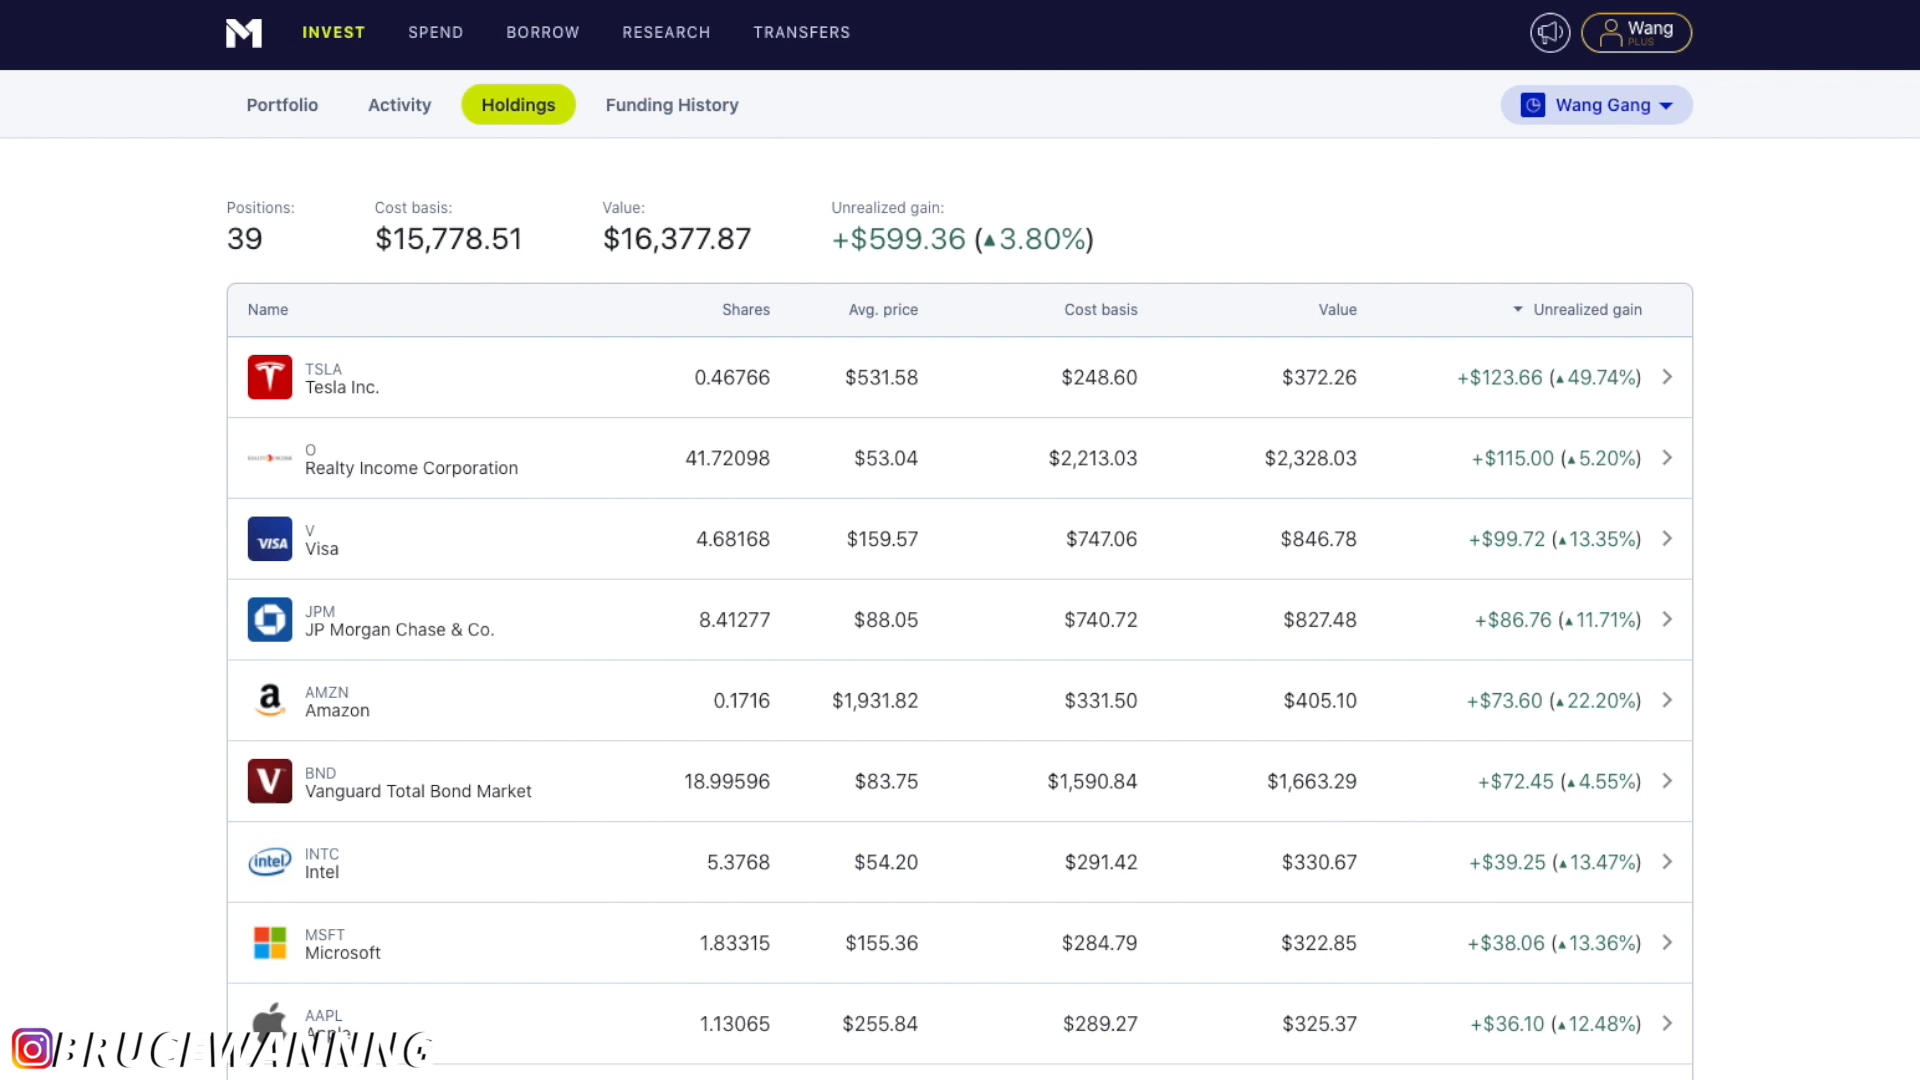 M INVEST SPEND BORROW RESEARCH TRANSFERS Wang PLUS
Portfolio Activity Holdings Funding History Wang Gang
Positions: Cost basis: Value: Unrealized gain:
39 $15,778.51 $16,377.87 +$599.36 (▲3.80%)
Name Shares Avg. price Cost basis Value Unrealized gain
TSLA
Tesla Inc. 0.46766 $531.58 $248.60 $372.26 +$123.66 (▲49.74%)
REALTY INCOME O
Realty Income Corporation 41.72098 $53.04 $2,213.03 $2,328.03 +$115.00 (▲5.20%)
VISA V
Visa 4.68168 $159.57 $747.06 $846.78 +$99.72 (▲13.35%)
JPM
JP Morgan Chase & Co. 8.41277 $88.05 $740.72 $827.48 +$86.76 (▲11.71%)
a AMZN
Amazon 0.1716 $1,931.82 $331.50 $405.10 +$73.60 (▲22.20%)
V BND
Vanguard Total Bond Market 18.99596 $83.75 $1,590.84 $1,663.29 +$72.45 (▲4.55%)
intel INTC
Intel 5.3768 $54.20 $291.42 $330.67 +$39.25 (▲13.47%)
MSFT
Microsoft 1.83315 $155.36 $284.79 $322.85 +$38.06 (▲13.36%)
AAPL
Apple 1.13065 $255.84 $289.27 $325.37 +$36.10 (▲12.48%)
BRUCEWANNNG